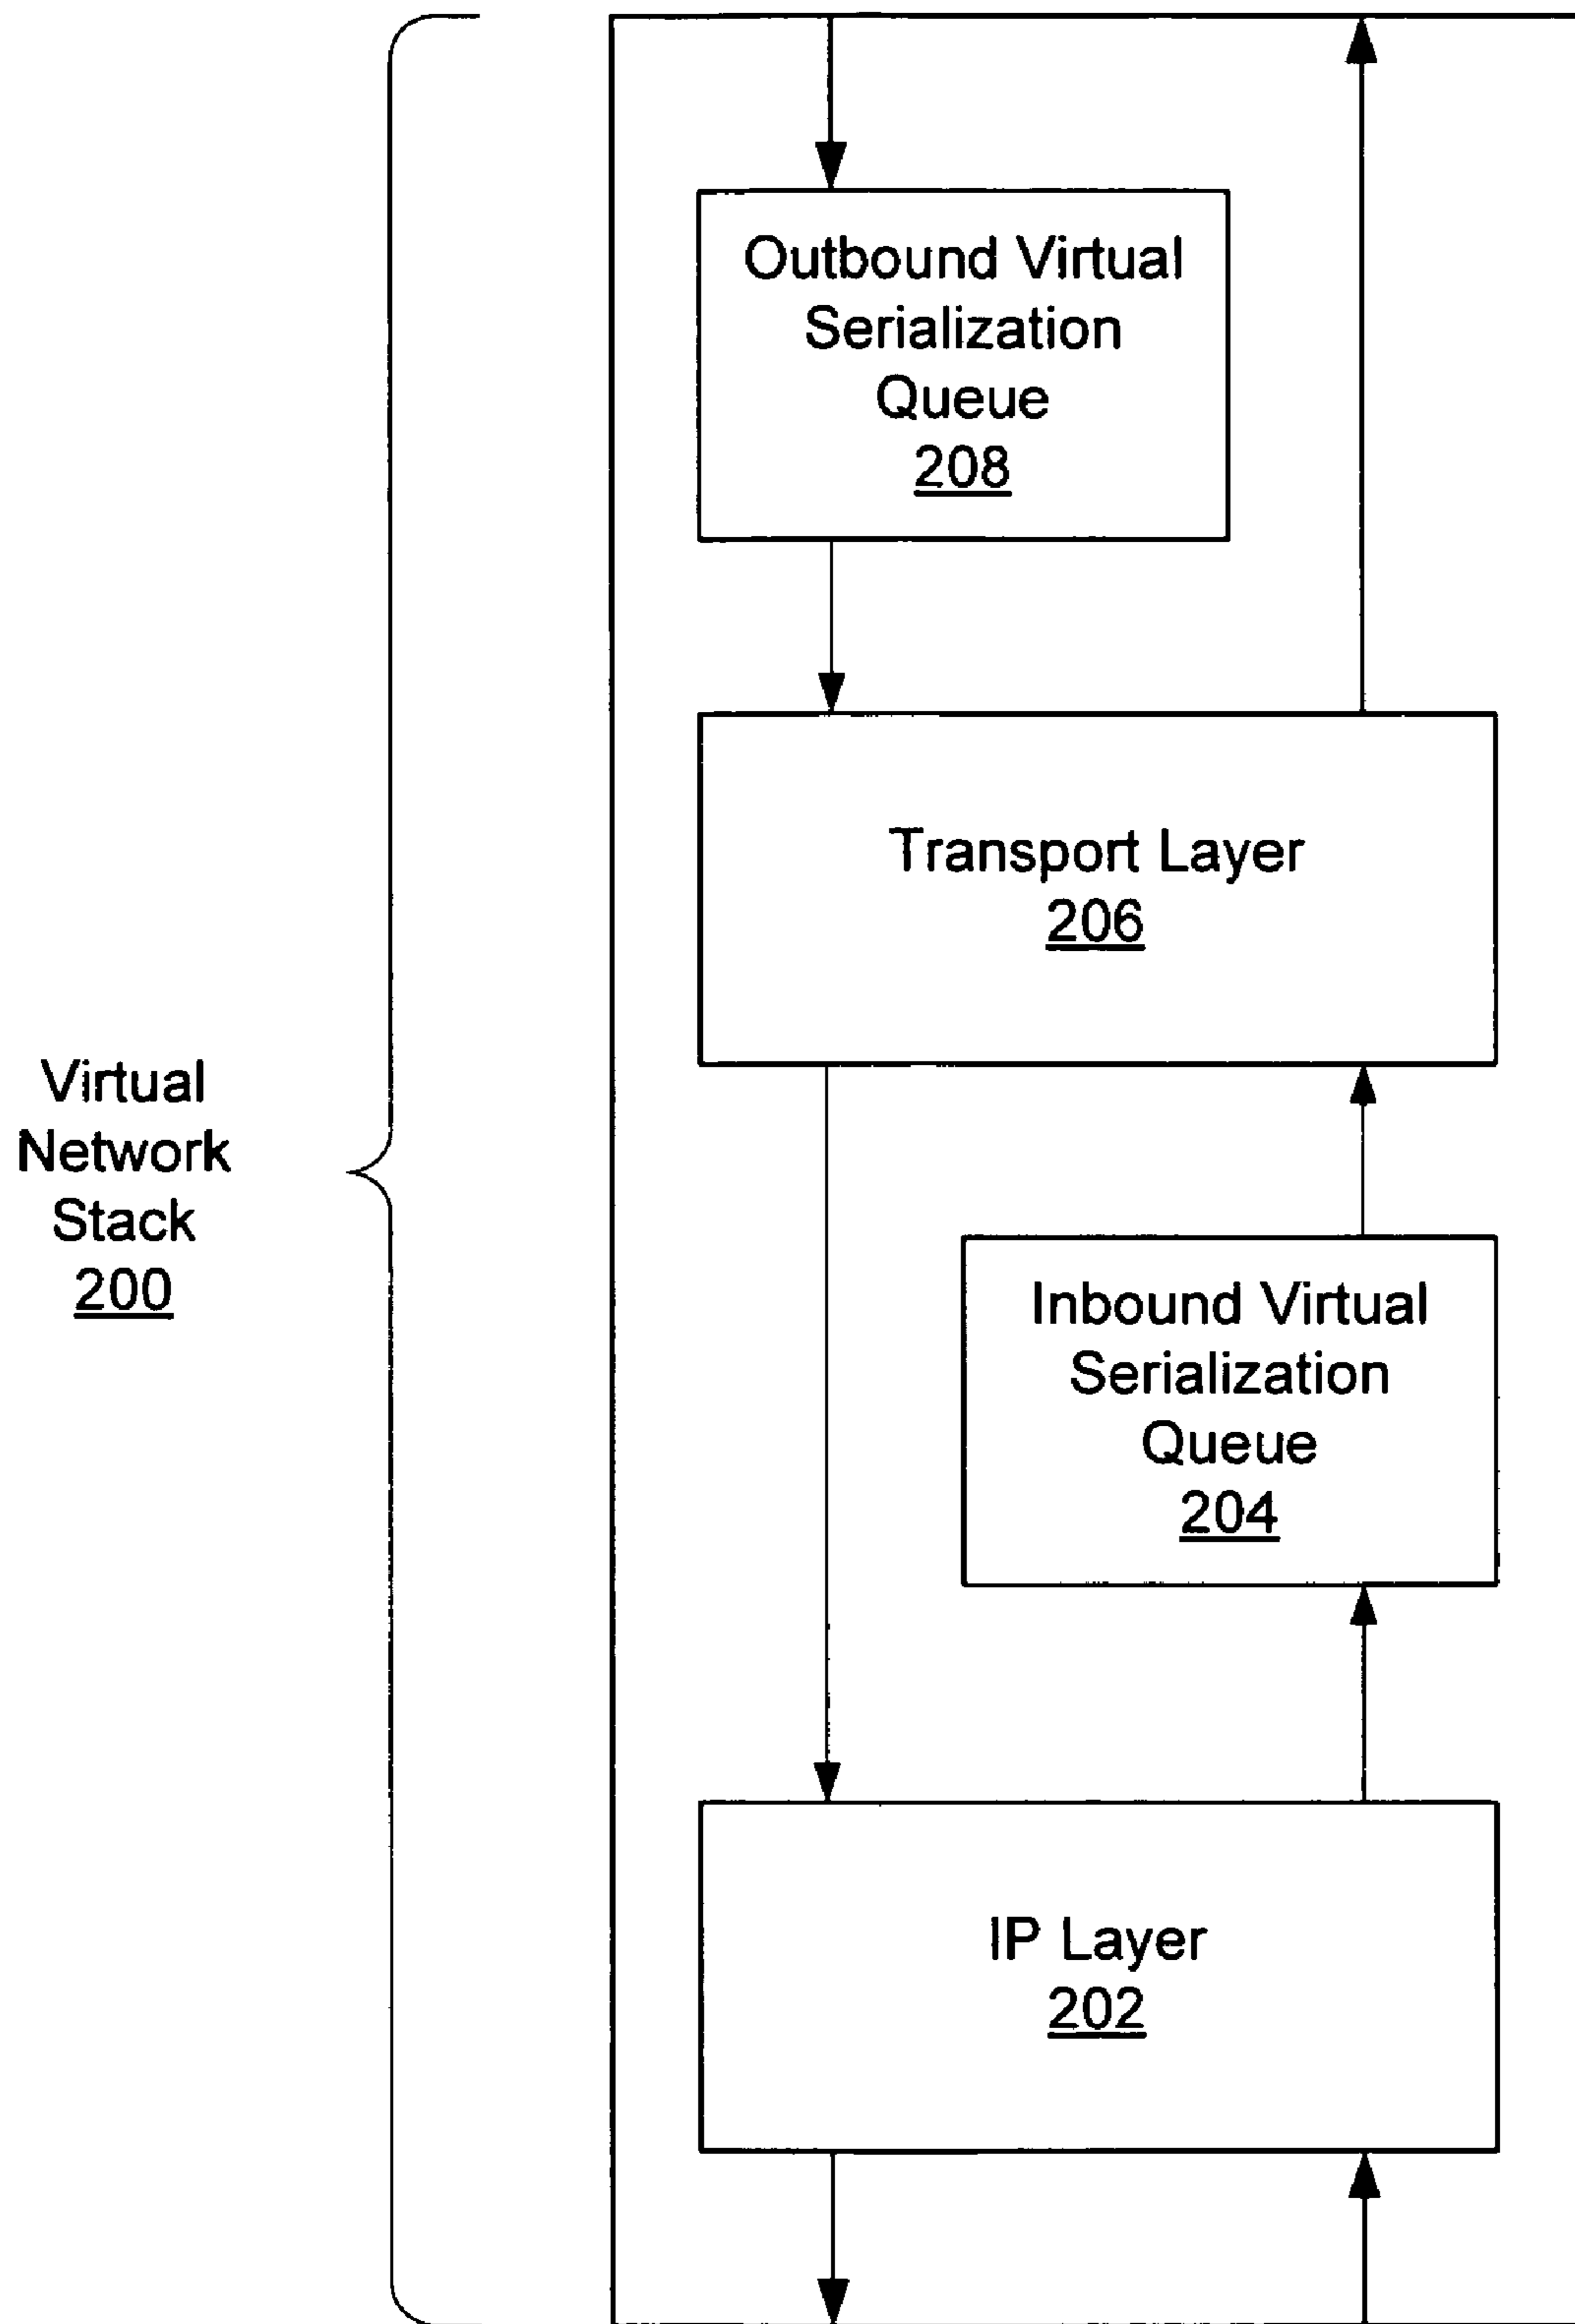 Outbound Virtual
Serialization
Queue
208
Transport Layer
206
Virtual
Network
Stack
200
Inbound Virtual
Serialization
Queue
204
IP Layer
202